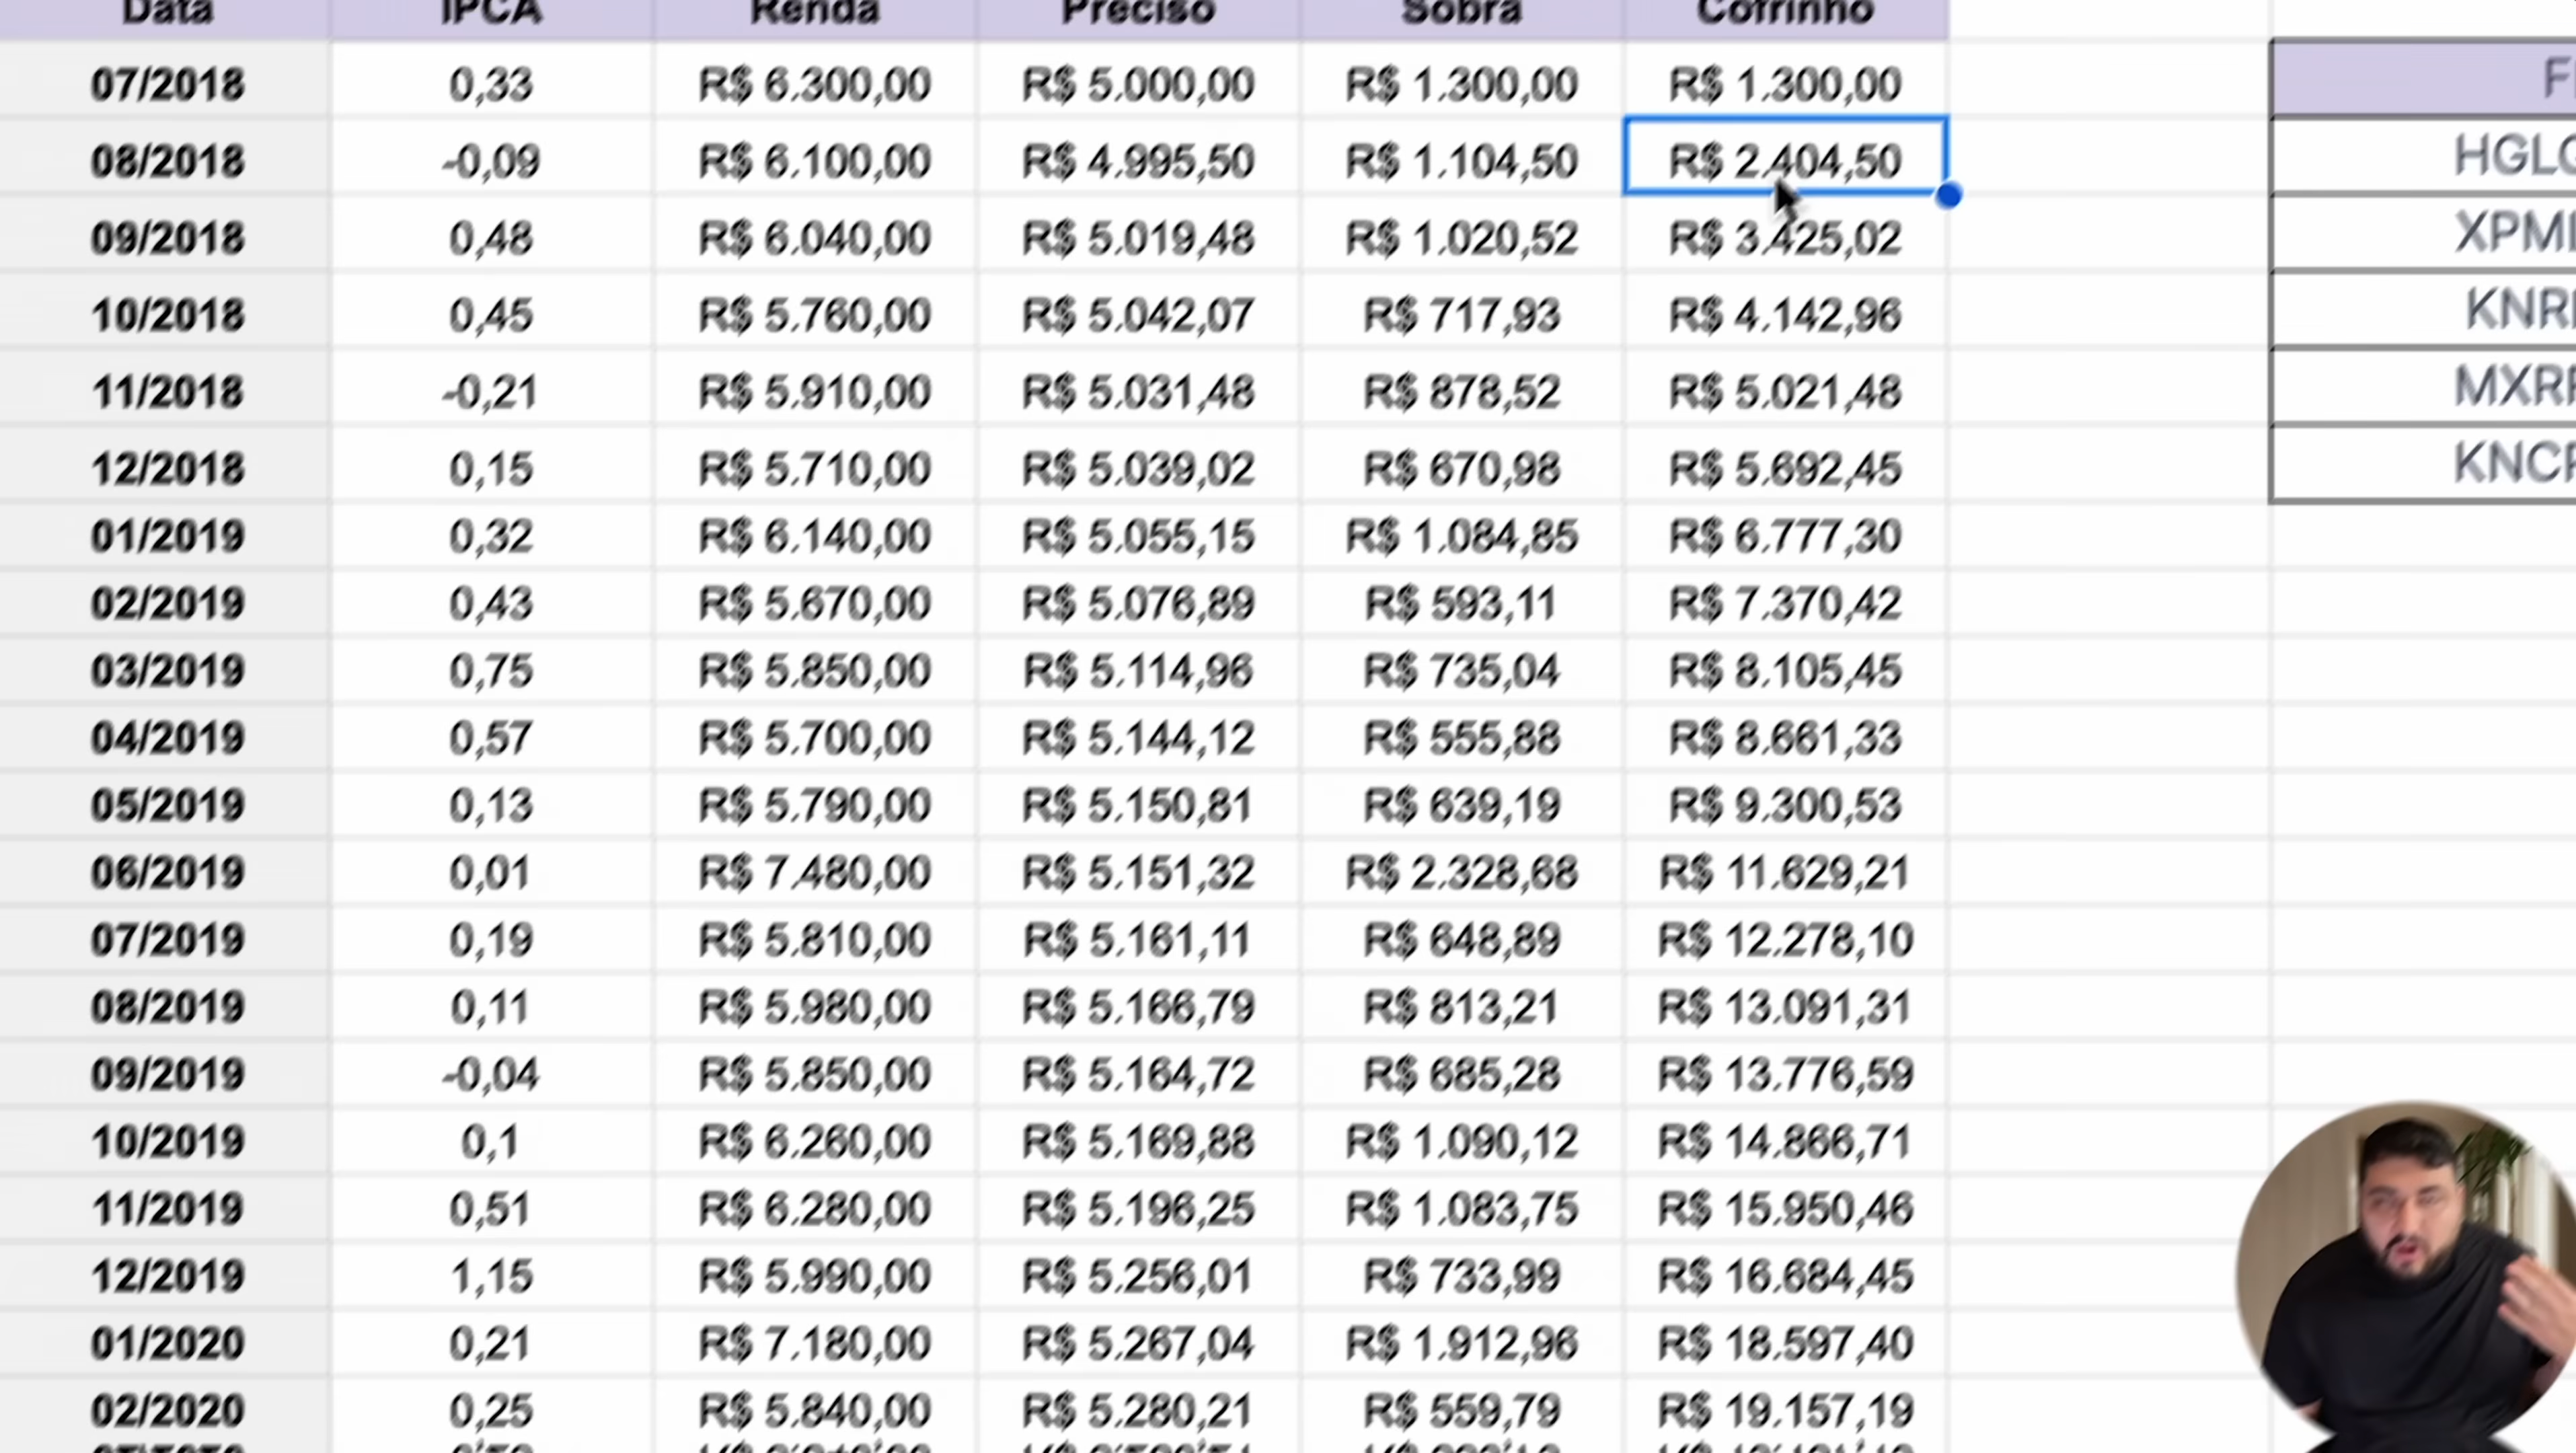 Data IPCA Renda Preciso Sobra Cofrinho
07/2018 0,33 R$ 6.300,00 R$ 5.000,00 R$ 1.300,00 R$ 1.300,00
08/2018 -0,09 R$ 6.100,00 R$ 4.995,50 R$ 1.104,50 R$ 2.404,50
09/2018 0,48 R$ 6.040,00 R$ 5.019,48 R$ 1.020,52 R$ 3.425,02
10/2018 0,45 R$ 5.760,00 R$ 5.042,07 R$ 717,93 R$ 4.142,96
11/2018 -0,21 R$ 5.910,00 R$ 5.031,48 R$ 878,52 R$ 5.021,48
12/2018 0,15 R$ 5.710,00 R$ 5.039,02 R$ 670,98 R$ 5.692,45
01/2019 0,32 R$ 6.140,00 R$ 5.055,15 R$ 1.084,85 R$ 6.777,30
02/2019 0,43 R$ 5.670,00 R$ 5.076,89 R$ 593,11 R$ 7.370,42
03/2019 0,75 R$ 5.850,00 R$ 5.114,96 R$ 735,04 R$ 8.105,45
04/2019 0,57 R$ 5.700,00 R$ 5.144,12 R$ 555,88 R$ 8.661,33
05/2019 0,13 R$ 5.790,00 R$ 5.150,81 R$ 639,19 R$ 9.300,53
06/2019 0,01 R$ 7.480,00 R$ 5.151,32 R$ 2.328,68 R$ 11.629,21
07/2019 0,19 R$ 5.810,00 R$ 5.161,11 R$ 648,89 R$ 12.278,10
08/2019 0,11 R$ 5.980,00 R$ 5.166,79 R$ 813,21 R$ 13.091,31
09/2019 -0,04 R$ 5.850,00 R$ 5.164,72 R$ 685,28 R$ 13.776,59
10/2019 0,1 R$ 6.260,00 R$ 5.169,88 R$ 1.090,12 R$ 14.866,71
11/2019 0,51 R$ 6.280,00 R$ 5.196,25 R$ 1.083,75 R$ 15.950,46
12/2019 1,15 R$ 5.990,00 R$ 5.256,01 R$ 733,99 R$ 16.684,45
01/2020 0,21 R$ 7.180,00 R$ 5.267,04 R$ 1.912,96 R$ 18.597,40
02/2020 0,25 R$ 5.840,00 R$ 5.280,21 R$ 559,79 R$ 19.157,19